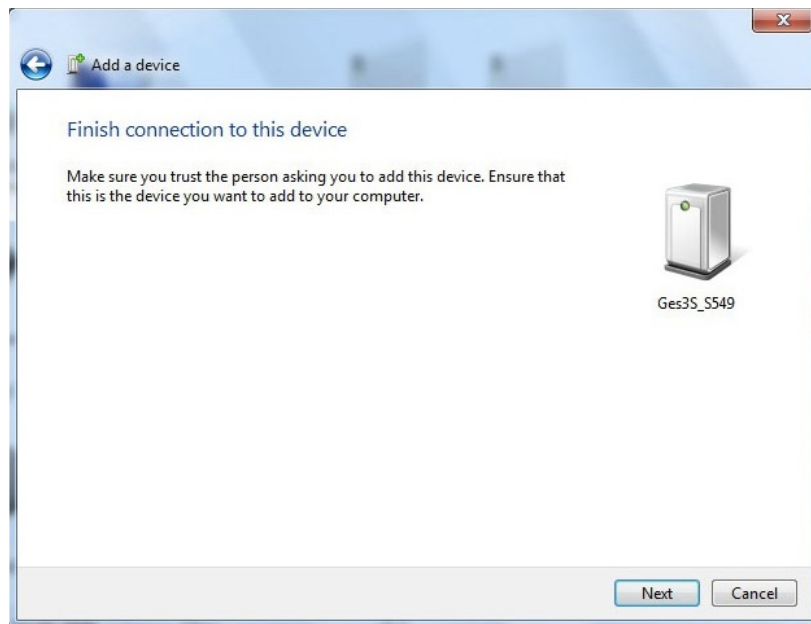 Add a device
Finish connection to this device
Make sure you trust the person asking you to add this device. Ensure that
this is the device you want to add to your computer.
Ges3S_S549
Next
Cancel